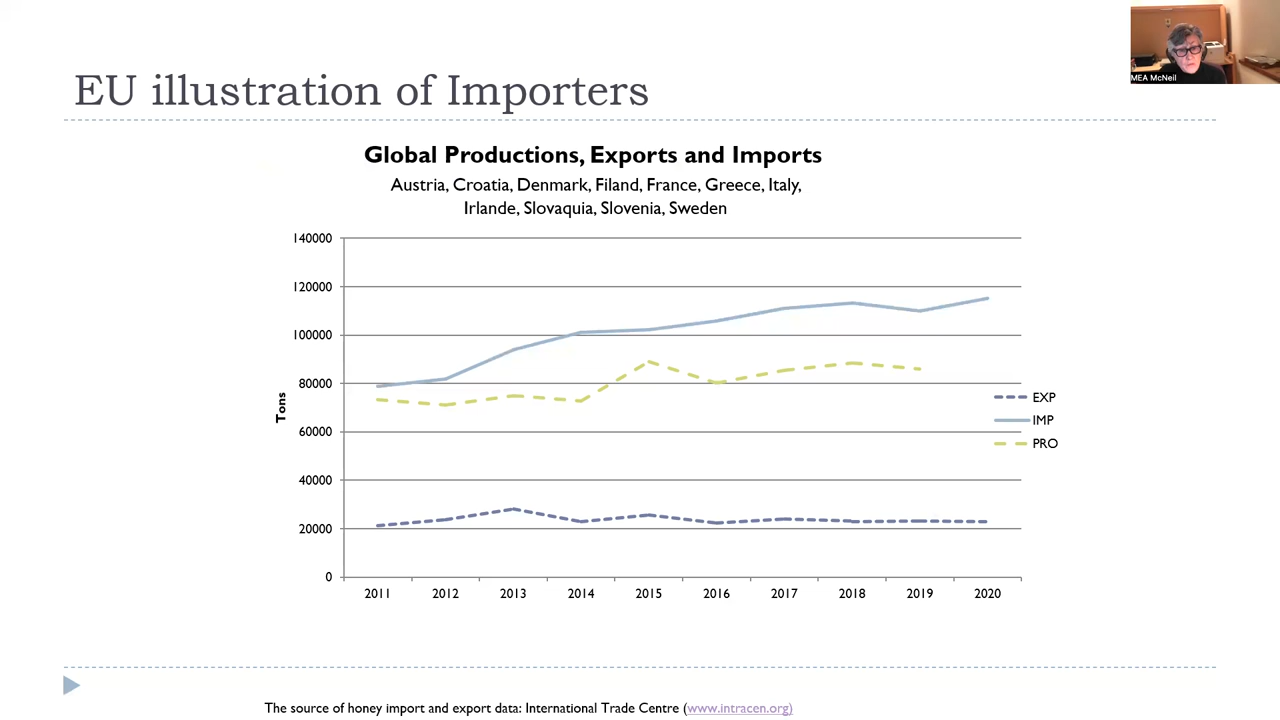 MEA McNeil
EU illustration of Importers
Global Productions, Exports and Imports
Austria, Croatia, Denmark, Filand, France, Greece, Italy,
Irlande, Slovaquia, Slovenia, Sweden
140000
120000
100000
80000
60000
40000
20000
0
Tons
2011 2012 2013 2014 2015 2016 2017 2018 2019 2020
EXP
IMP
PRO
The source of honey import and export data: International Trade Centre (www.intracen.org)